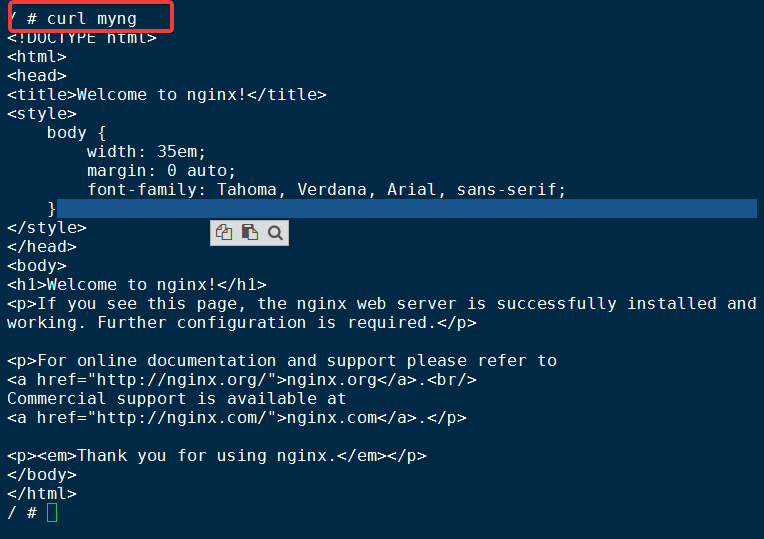 / # curl myng
<!DOCTYPE html>
<html>
<head>
<title>Welcome to nginx!</title>
<style>
    body {
        width: 35em;
        margin: 0 auto;
        font-family: Tahoma, Verdana, Arial, sans-serif;
    }
</style>
</head>
<body>
<h1>Welcome to nginx!</h1>
<p>If you see this page, the nginx web server is successfully installed and
working. Further configuration is required.</p>

<p>For online documentation and support please refer to
<a href="http://nginx.org/">nginx.org</a>.<br/>
Commercial support is available at
<a href="http://nginx.com/">nginx.com</a>.</p>

<p><em>Thank you for using nginx.</em></p>
</body>
</html>
/ #